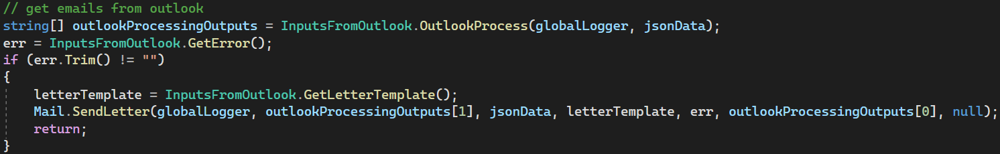 // get emails from outlook
string[] outlookProcessingOutputs = InputsFromOutlook.OutlookProcess(globalLogger, jsonData);
err = InputsFromOutlook.GetError();
if (err.Trim() != "")
{
    letterTemplate = InputsFromOutlook.GetLetterTemplate();
    Mail.SendLetter(globalLogger, outlookProcessingOutputs[1], jsonData, letterTemplate, err, outlookProcessingOutputs[0], null);
    return;
}